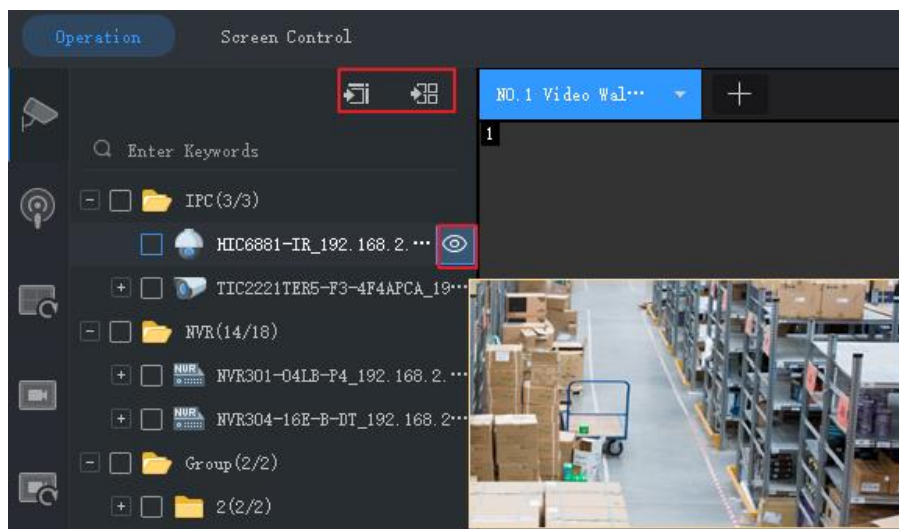 Operation Screen Control
NO.1 Video Wal…
1
Enter Keywords
IPC(3/3)
HIC6881-IR_192.168.2.…
TIC2221TER5-F3-4F4APCA_19…
NVR(14/18)
NVR NVR301-04LB-P4_192.168.2.…
NVR NVR304-16E-B-DT_192.168.2…
Group(2/2)
2(2/2)